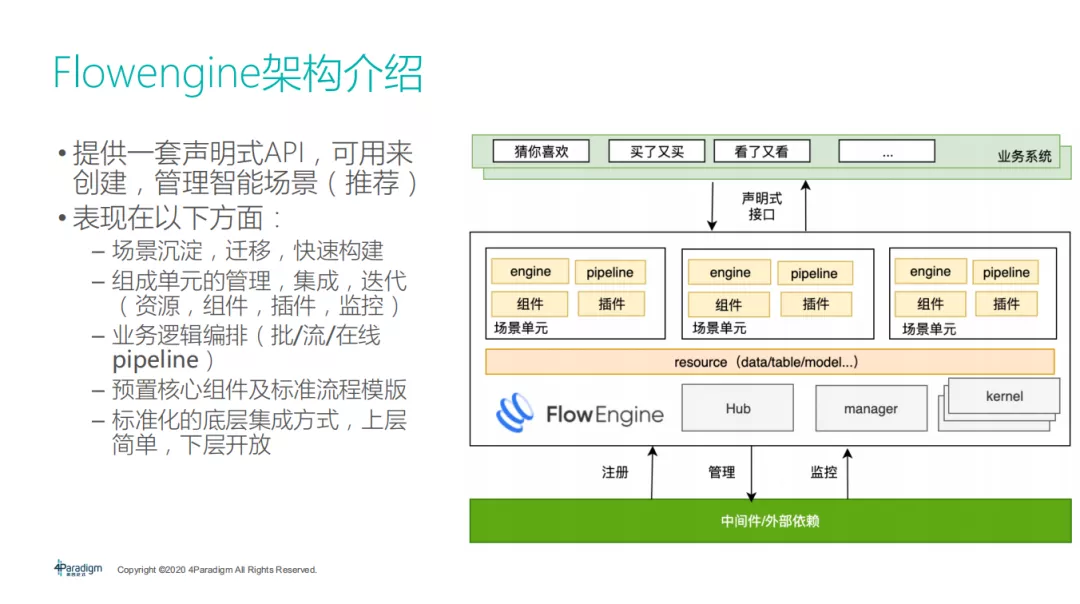 Flowengine架构介绍
• 提供一套声明式API，可用来
创建，管理智能场景（推荐）
• 表现在以下方面：
– 场景沉淀，迁移，快速构建
– 组成单元的管理，集成，迭代
（资源，组件，插件，监控）
– 业务逻辑编排（批/流/在线
pipeline）
– 预置核心组件及标准流程模版
– 标准化的底层集成方式，上层
简单，下层开放
猜你喜欢 买了又买 看了又看 ... 业务系统
声明式
接口
engine pipeline engine pipeline engine pipeline
组件 插件 组件 插件 组件 插件
场景单元 场景单元 场景单元
resource（data/table/model...）
FlowEngine Hub manager kernel
注册 管理 监控
中间件/外部依赖
4Paradigm Copyright ©2020 4Paradigm All Rights Reserved.